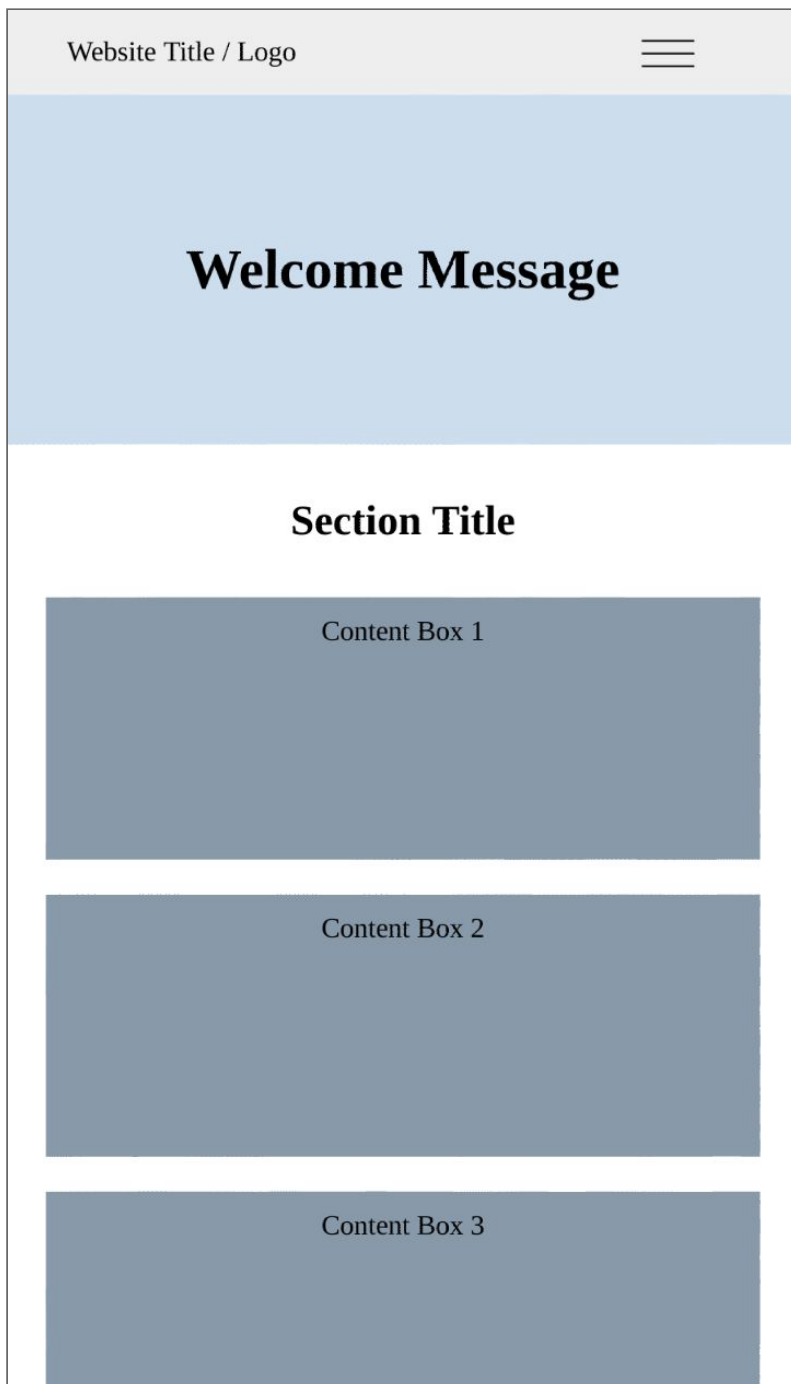 Website Title / Logo
Welcome Message
Section Title
Content Box 1
Content Box 2
Content Box 3